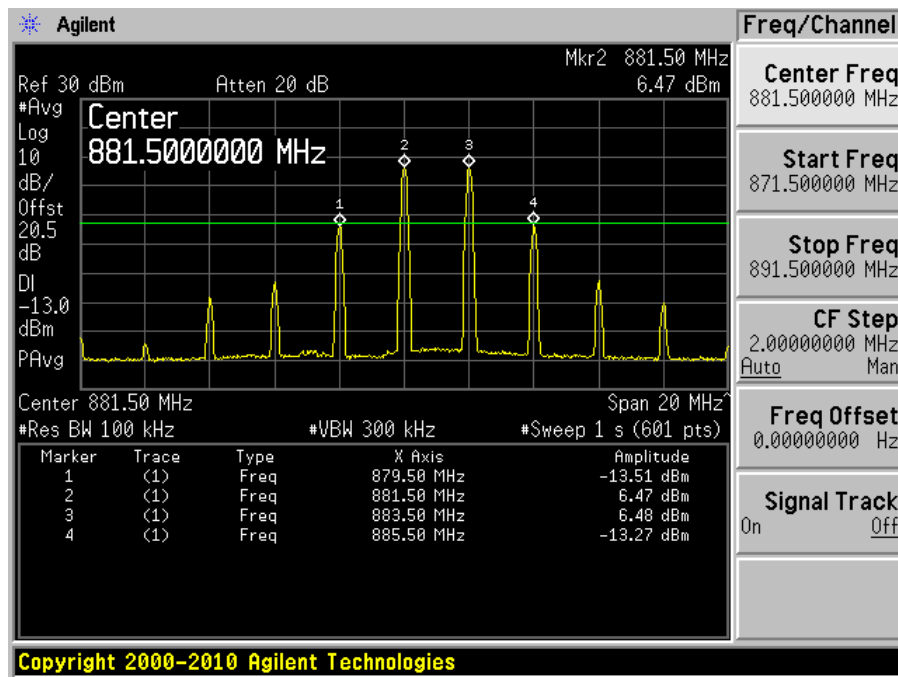 Agilent
Freq/Channel
Mkr2 881.50 MHz
Ref 30 dBm Atten 20 dB 6.47 dBm
#Avg
Log
10
dB/
Offst
20.5
dB
DI
-13.0
dBm
PAvg
Center
881.5000000 MHz
1
2
3
4
Center 881.50 MHz Span 20 MHz^
#Res BW 100 kHz #VBW 300 kHz #Sweep 1 s (601 pts)
Marker Trace Type X Axis Amplitude
1 (1) Freq 879.50 MHz -13.51 dBm
2 (1) Freq 881.50 MHz 6.47 dBm
3 (1) Freq 883.50 MHz 6.48 dBm
4 (1) Freq 885.50 MHz -13.27 dBm
Center Freq
881.500000 MHz
Start Freq
871.500000 MHz
Stop Freq
891.500000 MHz
CF Step
2.00000000 MHz
Auto Man
Freq Offset
0.00000000 Hz
Signal Track
On Off
Copyright 2000-2010 Agilent Technologies